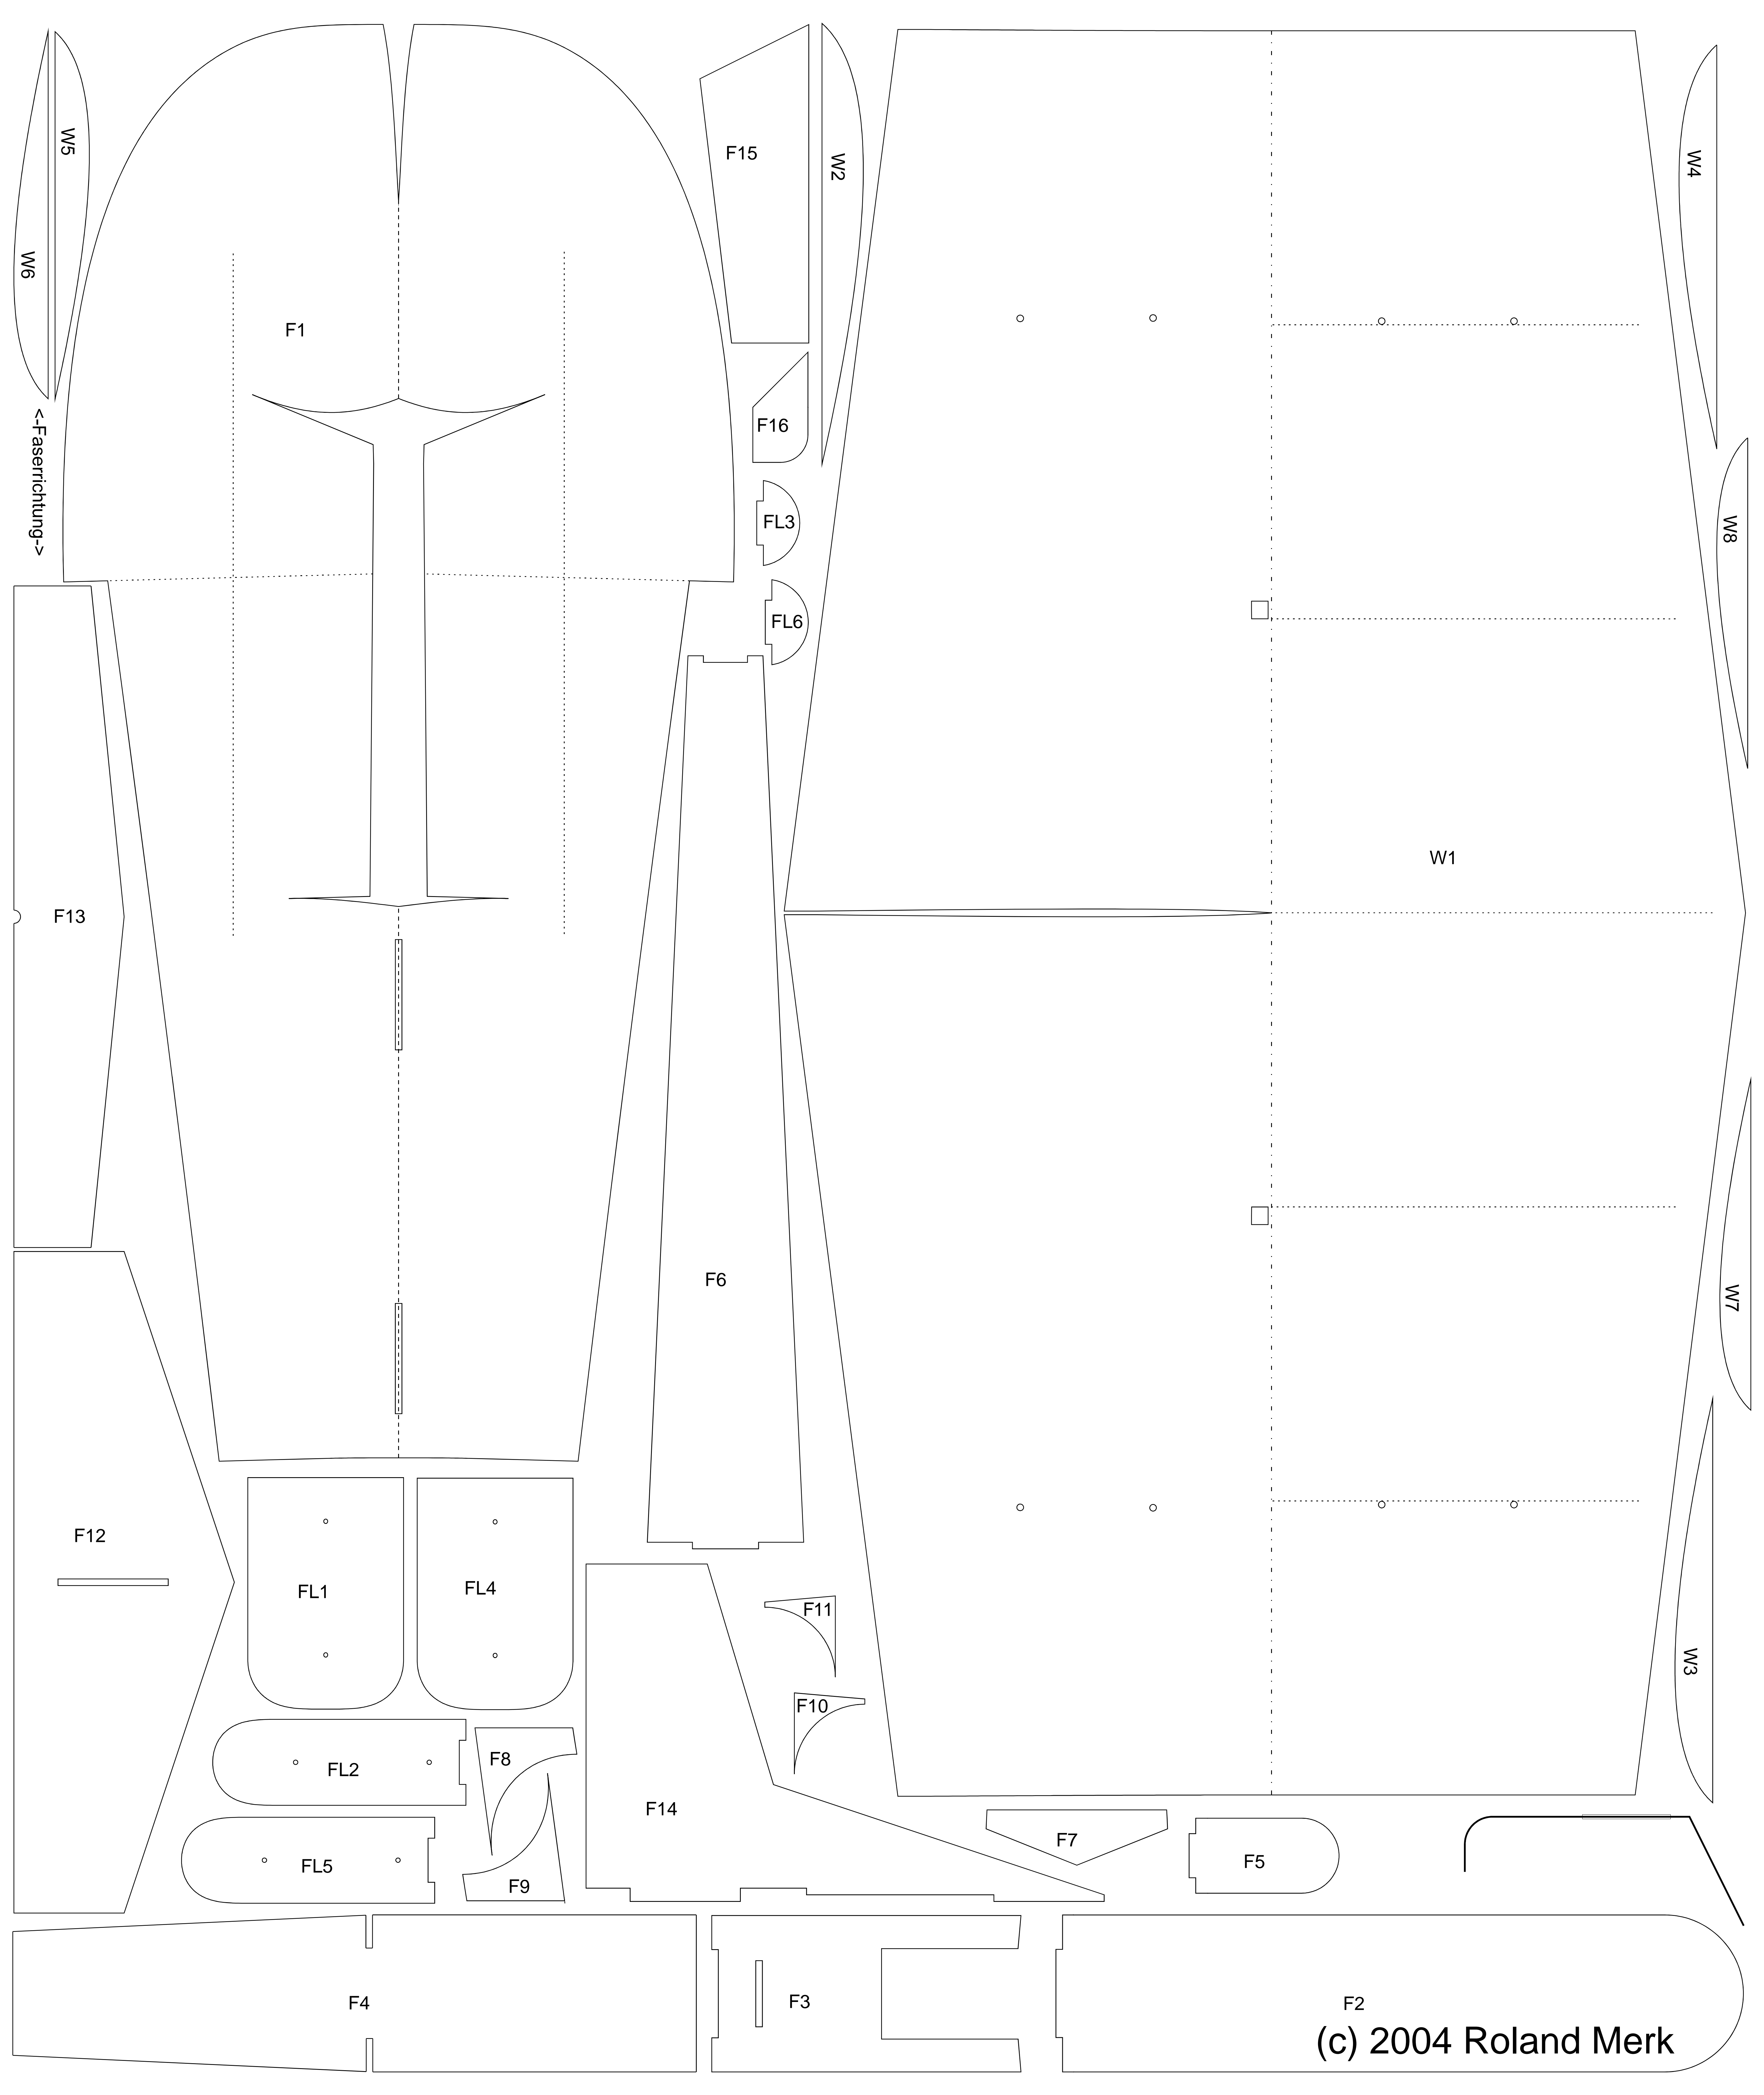 W5
W6
F15
W2
W4
F1
F16
<-Faserrichtung->
FL3
W8
FL6
W1
F13
F6
W7
F12
FL1
FL4
F11
W3
F10
F8
FL2
F14
F7
F5
FL5
F9
F4
F3
F2
(c) 2004 Roland Merk